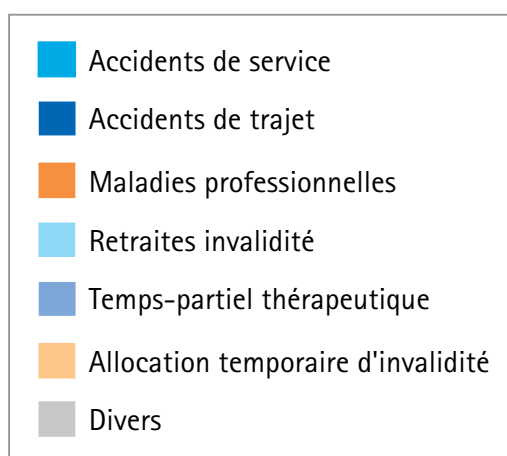 Accidents de service
Accidents de trajet
Maladies professionnelles
Retraites invalidité
Temps-partiel thérapeutique
Allocation temporaire d'invalidité
Divers